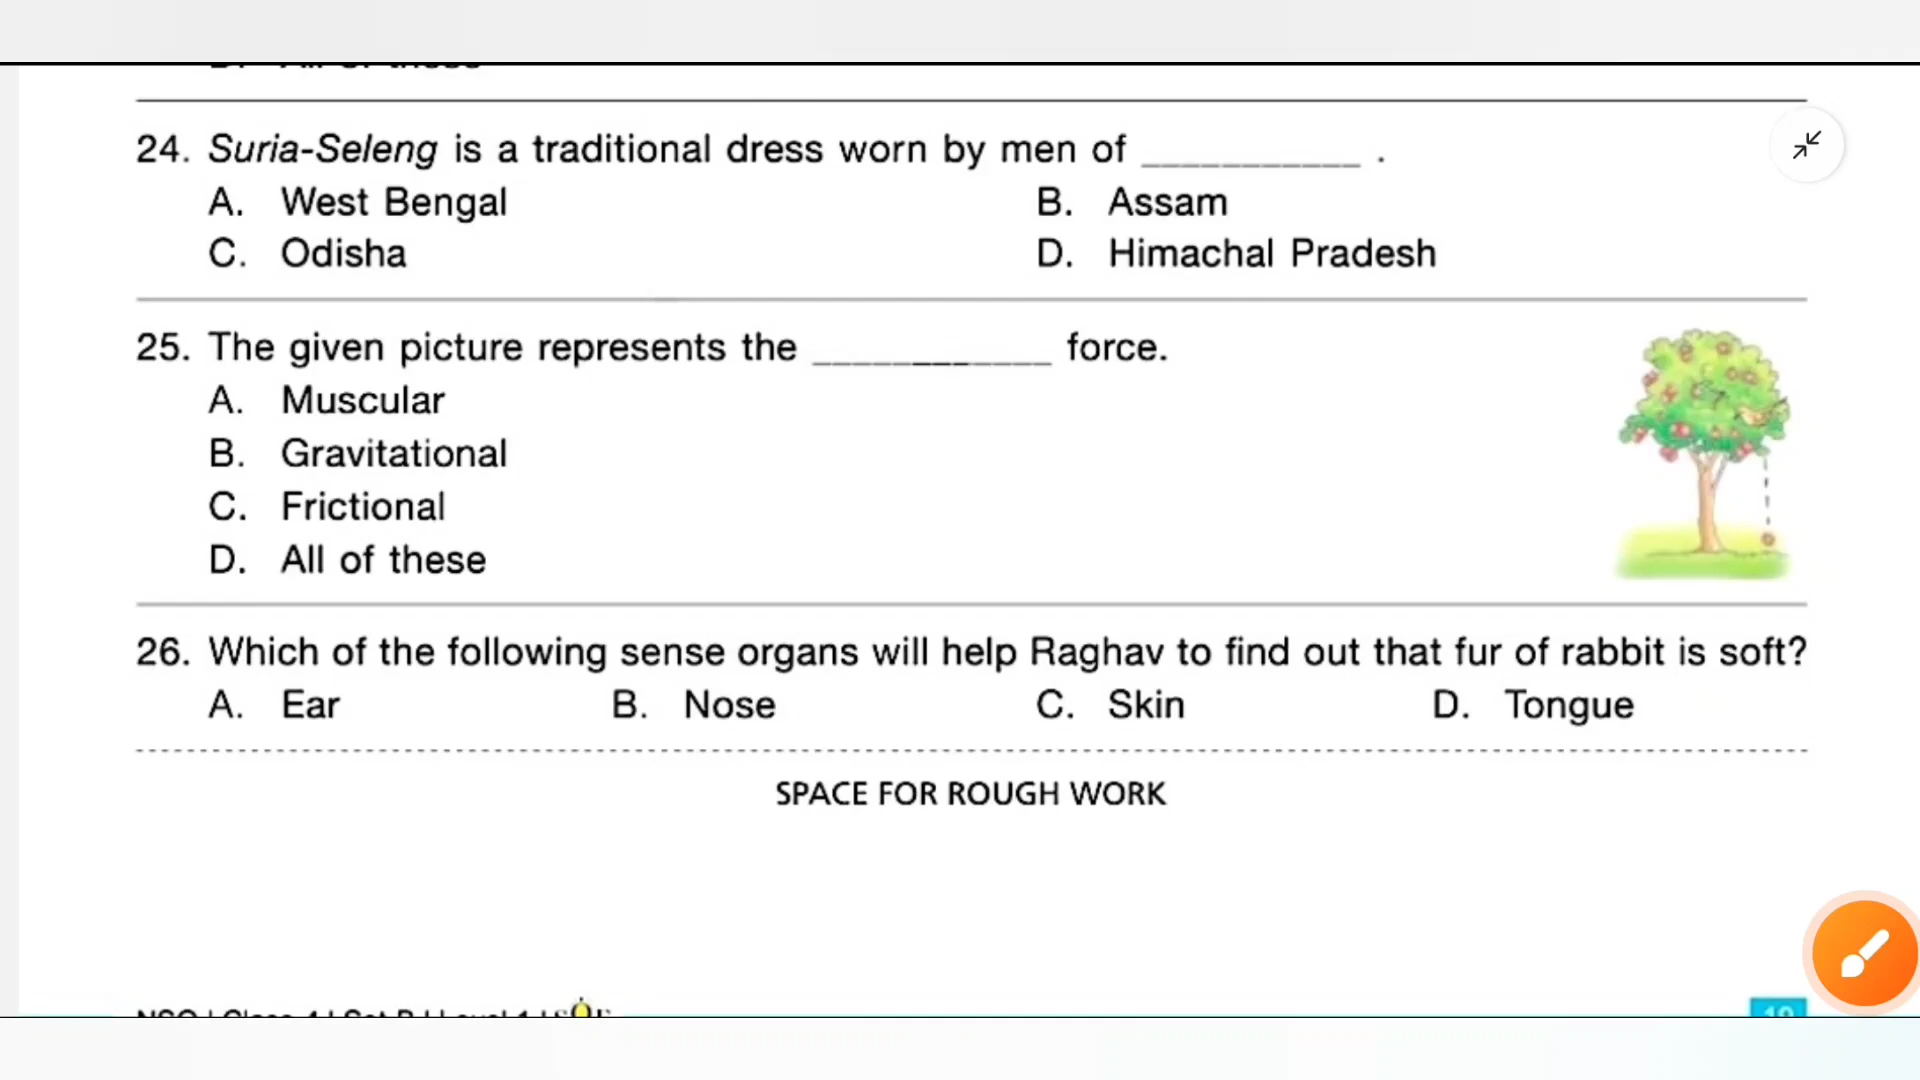 24. Suria-Seleng is a traditional dress worn by men of ___________ .
A. West Bengal B. Assam
C. Odisha D. Himachal Pradesh
25. The given picture represents the ____________ force.
A. Muscular
B. Gravitational
C. Frictional
D. All of these
26. Which of the following sense organs will help Raghav to find out that fur of rabbit is soft?
A. Ear B. Nose C. Skin D. Tongue
SPACE FOR ROUGH WORK